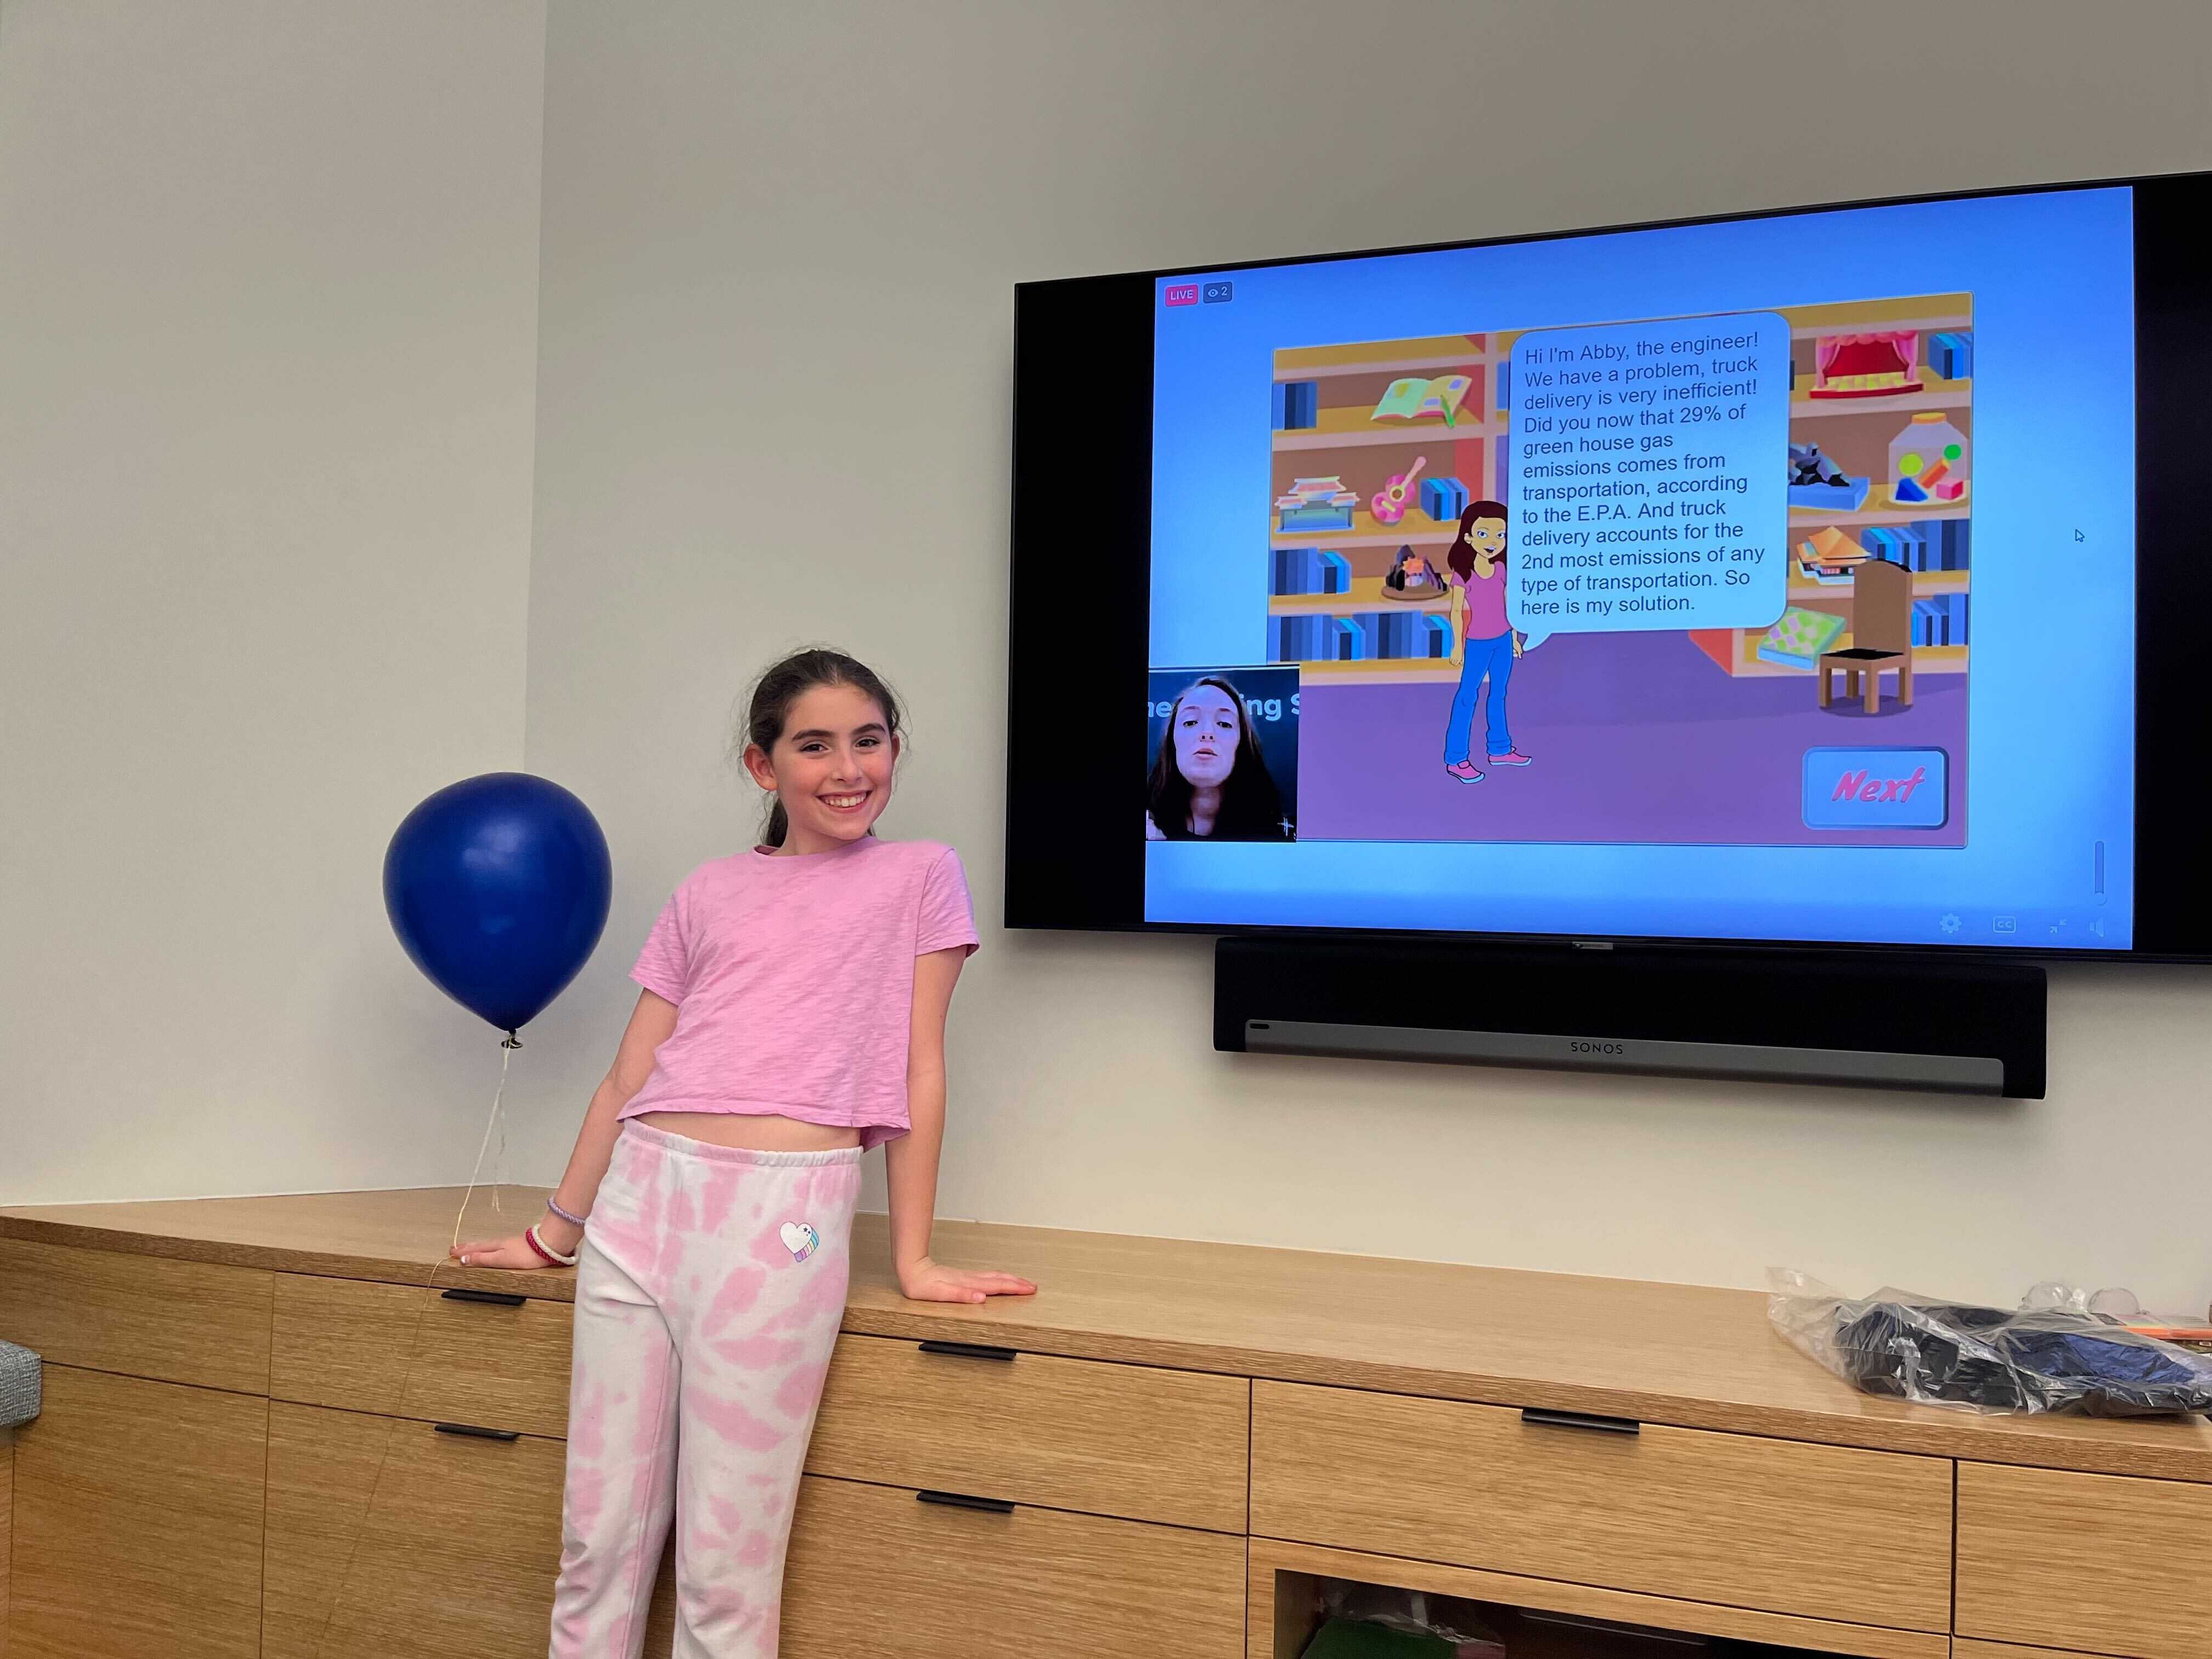 LIVE 2
Hi I'm Abby, the engineer!
We have a problem, truck
delivery is very inefficient!
Did you now that 29% of
green house gas
emissions comes from
transportation, according
to the E.P.A. And truck
delivery accounts for the
2nd most emissions of any
type of transportation. So
here is my solution.
ing S
Next
CC
SONOS